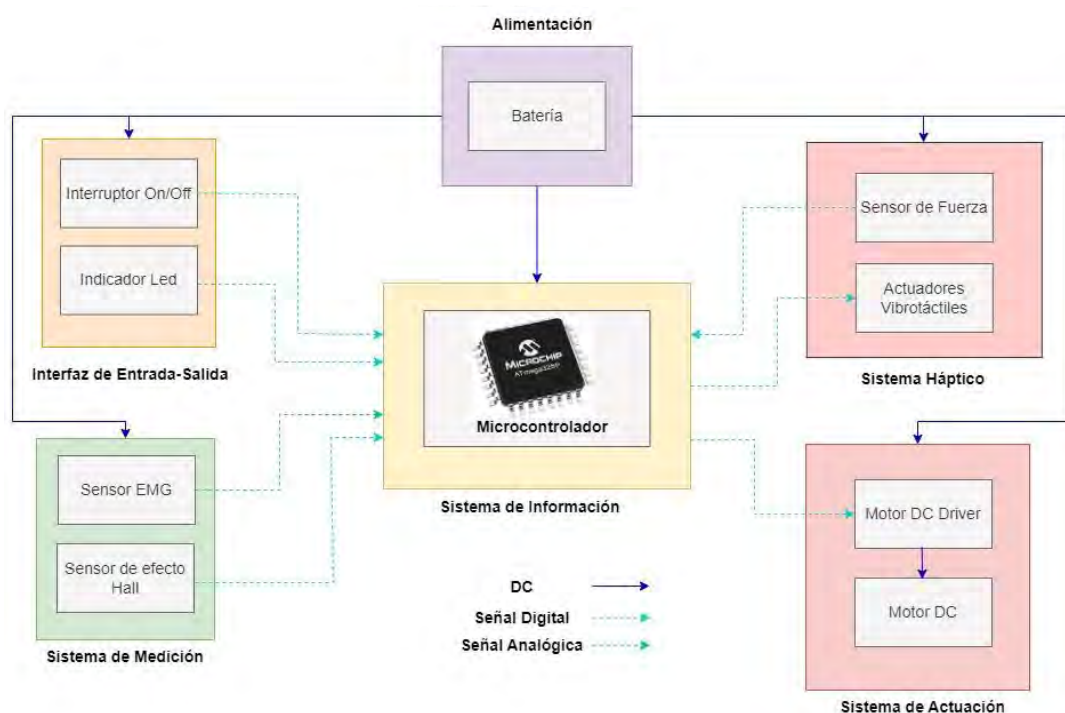 Alimentación
Batería
Interruptor On/Off
Indicador Led
Interfaz de Entrada-Salida
Sensor de Fuerza
Actuadores
Vibrotáctiles
Sistema Háptico
MICROCHIP
ATmega328P
Microcontrolador
Sistema de Información
Sensor EMG
Sensor de efecto
Hall
Sistema de Medición
DC
Señal Digital
Señal Analógica
Motor DC Driver
Motor DC
Sistema de Actuación